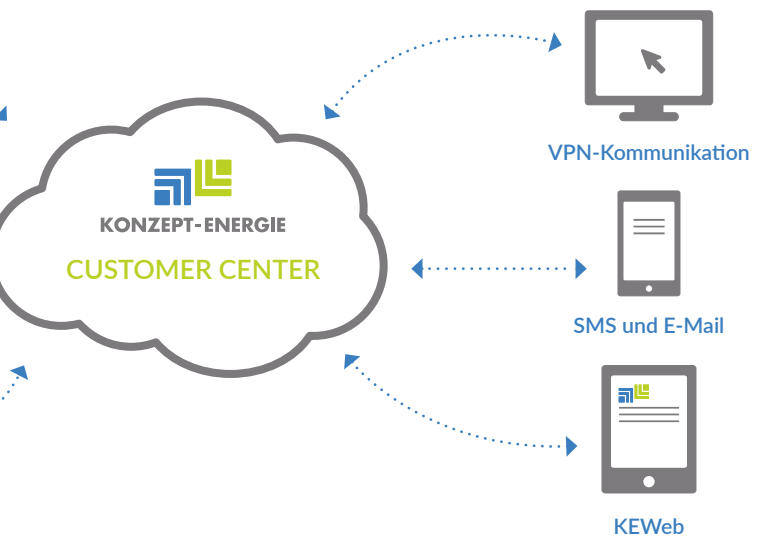 VPN-Kommunikation
KONZEPT-ENERGIE
CUSTOMER CENTER
SMS und E-Mail
KEWeb